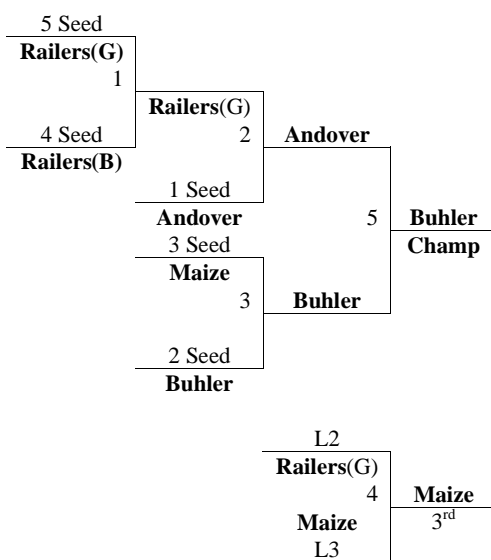 5 Seed
Railers(G)
1
Railers(G)
4 Seed
2
Andover
Railers(B)
1 Seed
Andover
5
Buhler
3 Seed
Champ
Maize
3
Buhler
2 Seed
Buhler
L2
Railers(G)
4
Maize
Maize
3rd
L3